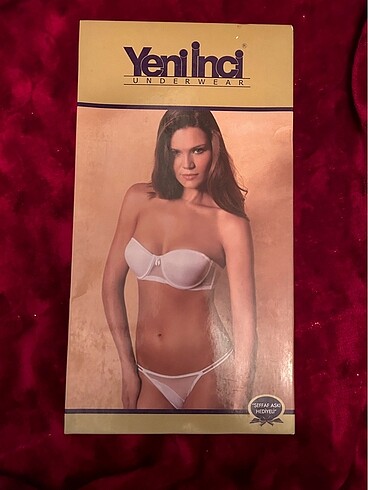 Yeni inci®
UNDERWEAR
"ŞEFFAF ASKI
HEDİYELİ"